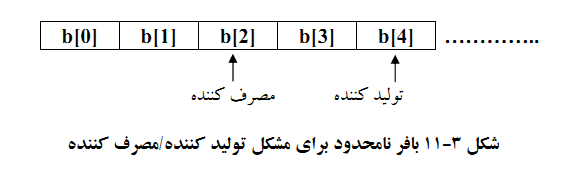 b[0] b[1] b[2] b[3] b[4] …………..
تولید کننده مصرف کننده
شکل ۳-۱۱ بافر نامحدود برای مشکل تولید کننده/مصرف کننده